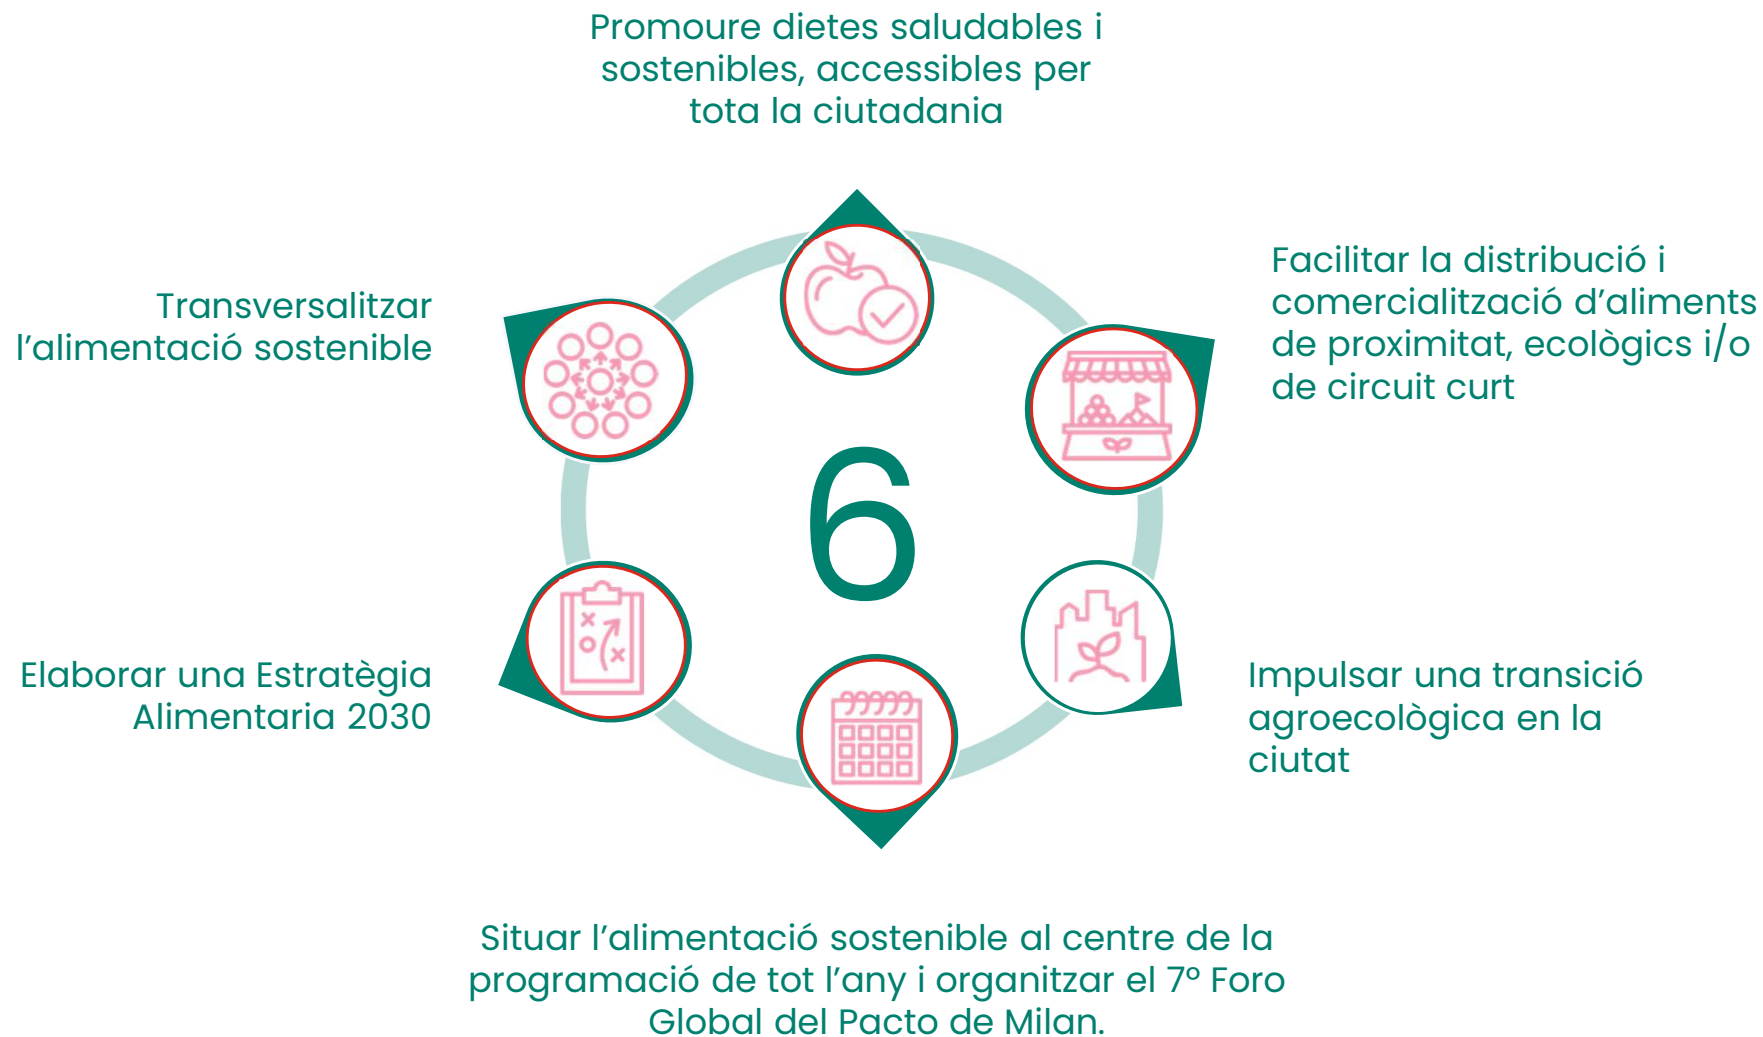 Promoure dietes saludables i
sostenibles, accessibles per
tota la ciutadania
Facilitar la distribució i
comercialització d’aliments
de proximitat, ecològics i/o
de circuit curt
Transversalitzar
l’alimentació sostenible
6
Elaborar una Estratègia
Alimentaria 2030
Impulsar una transició
agroecològica en la
ciutat
Situar l’alimentació sostenible al centre de la
programació de tot l’any i organitzar el 7º Foro
Global del Pacto de Milan.